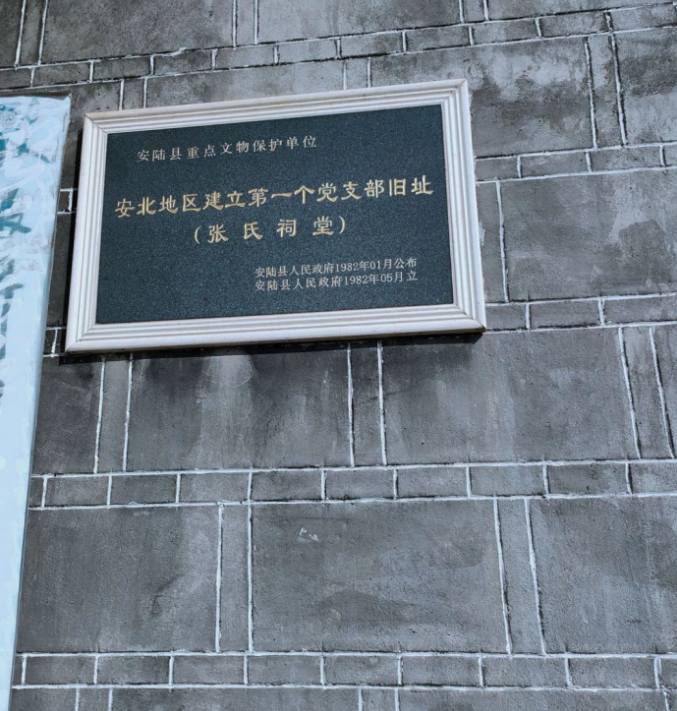 安陆县重点文物保护单位
安北地区建立第一个党支部旧址
（张氏祠堂）
安陆县人民政府1982年01月公布
安陆县人民政府1982年05月立